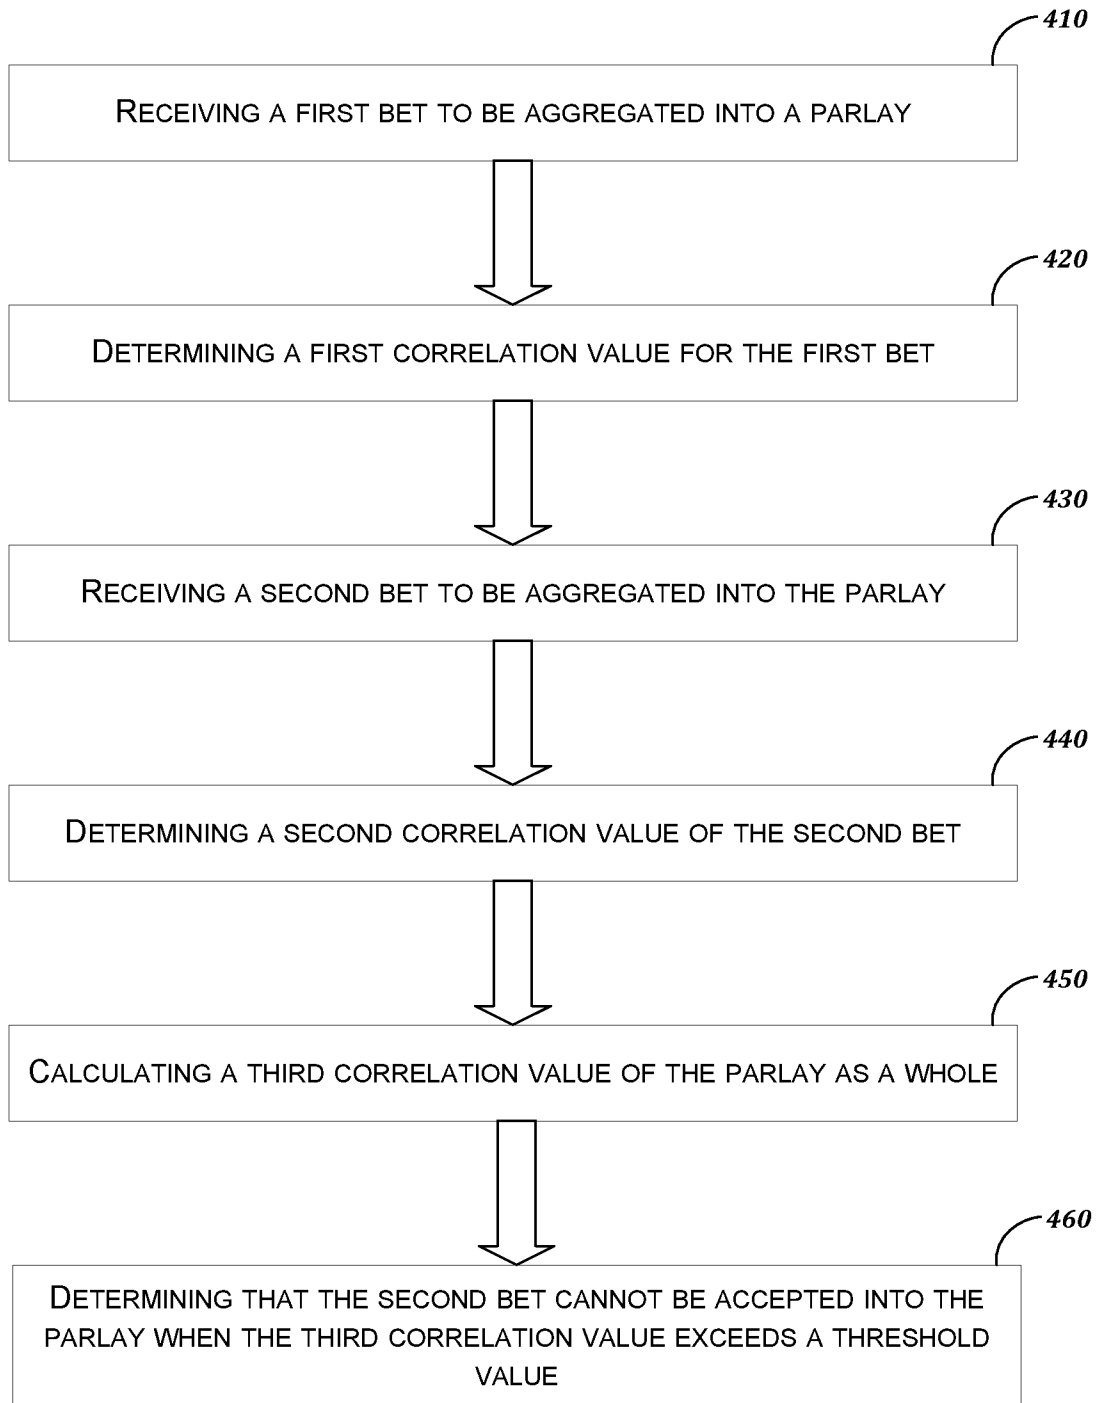 410
RECEIVING A FIRST BET TO BE AGGREGATED INTO A PARLAY
420
DETERMINING A FIRST CORRELATION VALUE FOR THE FIRST BET
430
RECEIVING A SECOND BET TO BE AGGREGATED INTO THE PARLAY
440
DETERMINING A SECOND CORRELATION VALUE OF THE SECOND BET
450
CALCULATING A THIRD CORRELATION VALUE OF THE PARLAY AS A WHOLE
460
DETERMINING THAT THE SECOND BET CANNOT BE ACCEPTED INTO THE
PARLAY WHEN THE THIRD CORRELATION VALUE EXCEEDS A THRESHOLD
VALUE